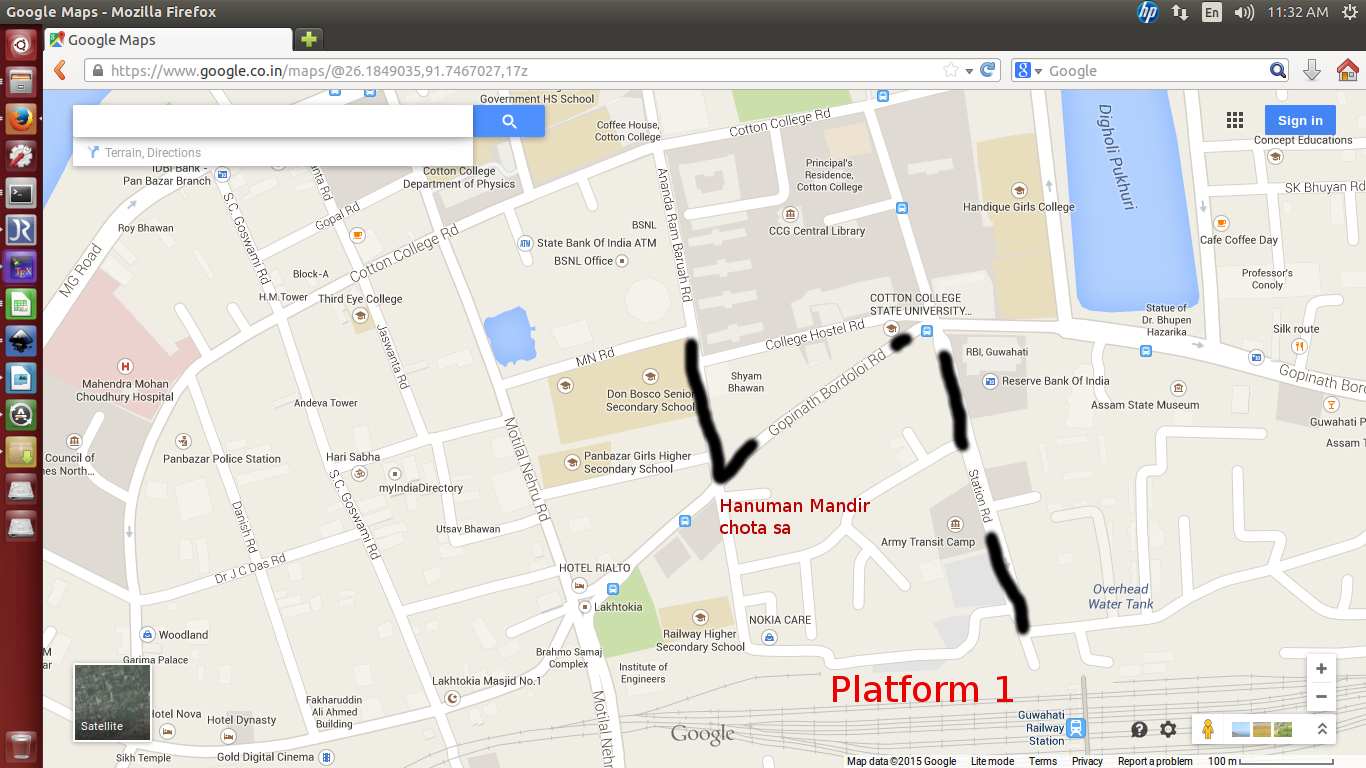 Google Maps - Mozilla Firefox
En
11:32 AM
Google Maps
https://www.google.co.in/maps/@26.1849035,91.7467027,17z
Google
Terrain, Directions
Sign in
Government HS School
Coffee House,
Cotton College
Cotton College Rd
Principal's
Residence,
Cotton College
Digholi Pukhuri
Concept Educations
IDBI Bank -
Pan Bazar Branch
Cotton College
Department of Physics
SK Bhuyan Rd
Handique Girls College
CCG Central Library
Roy Bhawan
Gopal Rd
S.C. Goswami Rd
Ananda Ram Baruah Rd
BSNL
State Bank Of India ATM
BSNL Office
Cafe Coffee Day
MG Road
Cotton College Rd
Block-A
H.M.Tower
Third Eye College
Professor's
Conoly
COTTON COLLEGE
STATE UNIVERSITY...
Statue of
Dr. Bhupen
Hazarika
Silk route
College Hostel Rd
MN Rd
Jaswanta Rd
RBI, Guwahati
Mahendra Mohan
Choudhury Hospital
Don Bosco Senior
Secondary School
Shyam
Bhawan
Gopinath Bordoloi Rd
Reserve Bank Of India
Gopinath Bord
Andeva Tower
Assam State Museum
Guwahati P
Assam T
Motilal Nehru Rd
Council of
es North...
Panbazar Police Station
Hari Sabha
myIndiaDirectory
Panbazar Girls Higher
Secondary School
S.C. Goswami Rd
Danish Rd
Utsav Bhawan
Hanuman Mandir
chota sa
Station Rd
Army Transit Camp
Dr J C Das Rd
HOTEL RIALTO
Lakhtokia
Overhead
Water Tank
Woodland
Garima Palace
Railway Higher
Secondary School
NOKIA CARE
Brahmo Samaj
Complex
Institute of
Engineers
Lakhtokia Masjid No.1
Platform 1
Satellite
Hotel Nova
Hotel Dynasty
Fakharuddin
Ali Ahmed
Building
Motilal Neh
Google
Guwahati
Railway
Station
Sikh Temple
Gold Digital Cinema
Map data ©2015 Google
Lite mode
Terms
Privacy
Report a problem
100 m